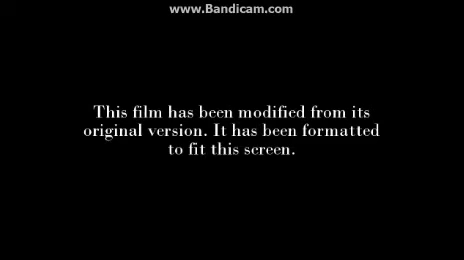 www.Bandicam.com
This film has been modified from its
original version. It has been formatted
to fit this screen.